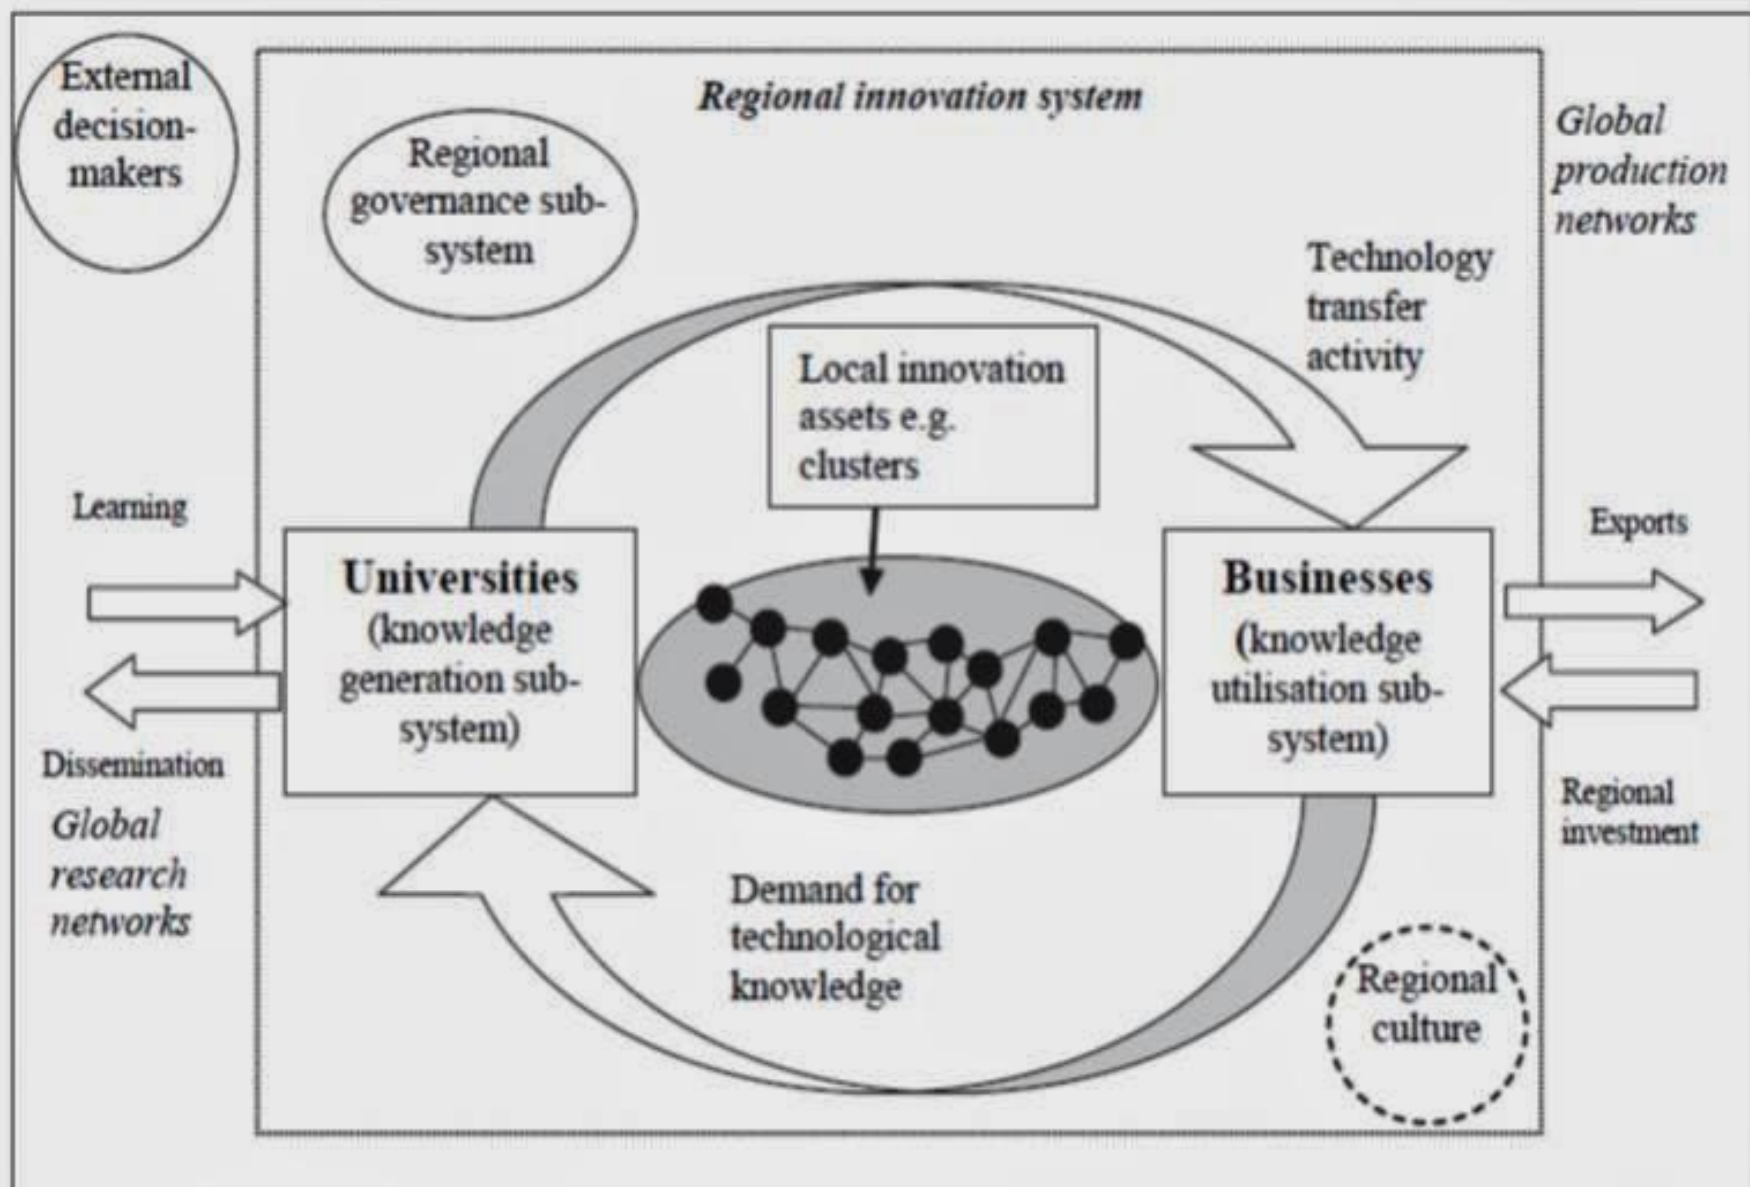 External
decision-
makers
Regional innovation system
Regional
governance sub-
system
Global
production
networks
Technology
transfer
activity
Local innovation
assets e.g.
clusters
Learning
Exports
Universities
(knowledge
generation sub-
system)
Businesses
(knowledge
utilisation sub-
system)
Dissemination
Global
research
networks
Regional
investment
Demand for
technological
knowledge
Regional
culture